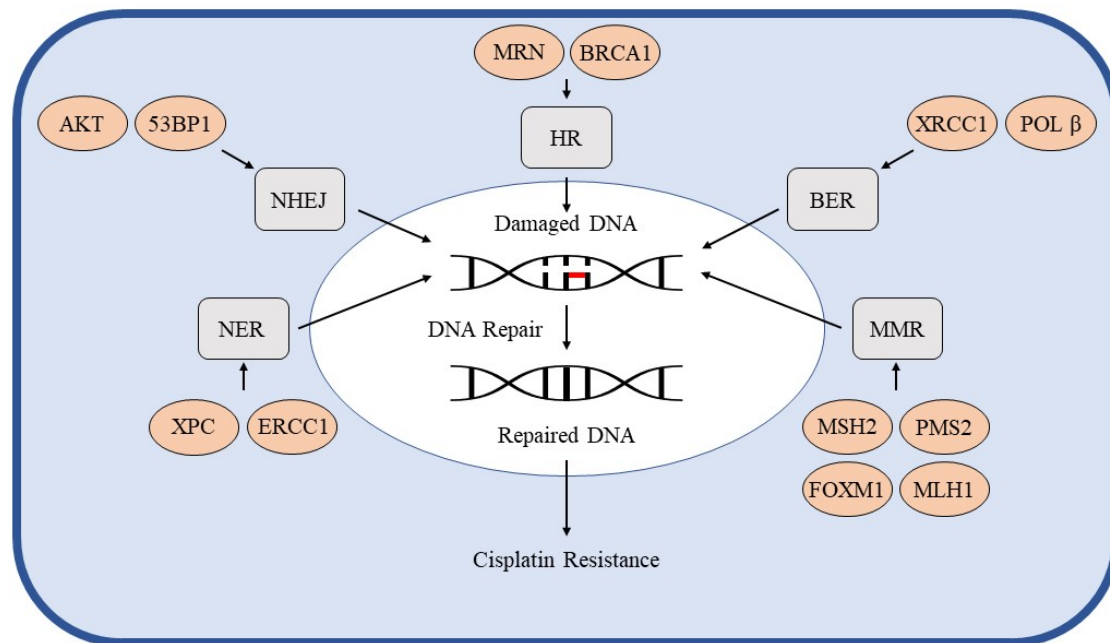 MRN BRCA1
AKT 53BP1
HR
XRCC1 POL β
NHEJ
BER
Damaged DNA
NER
DNA Repair
MMR
XPC ERCC1
MSH2 PMS2
Repaired DNA
FOXM1 MLH1
Cisplatin Resistance